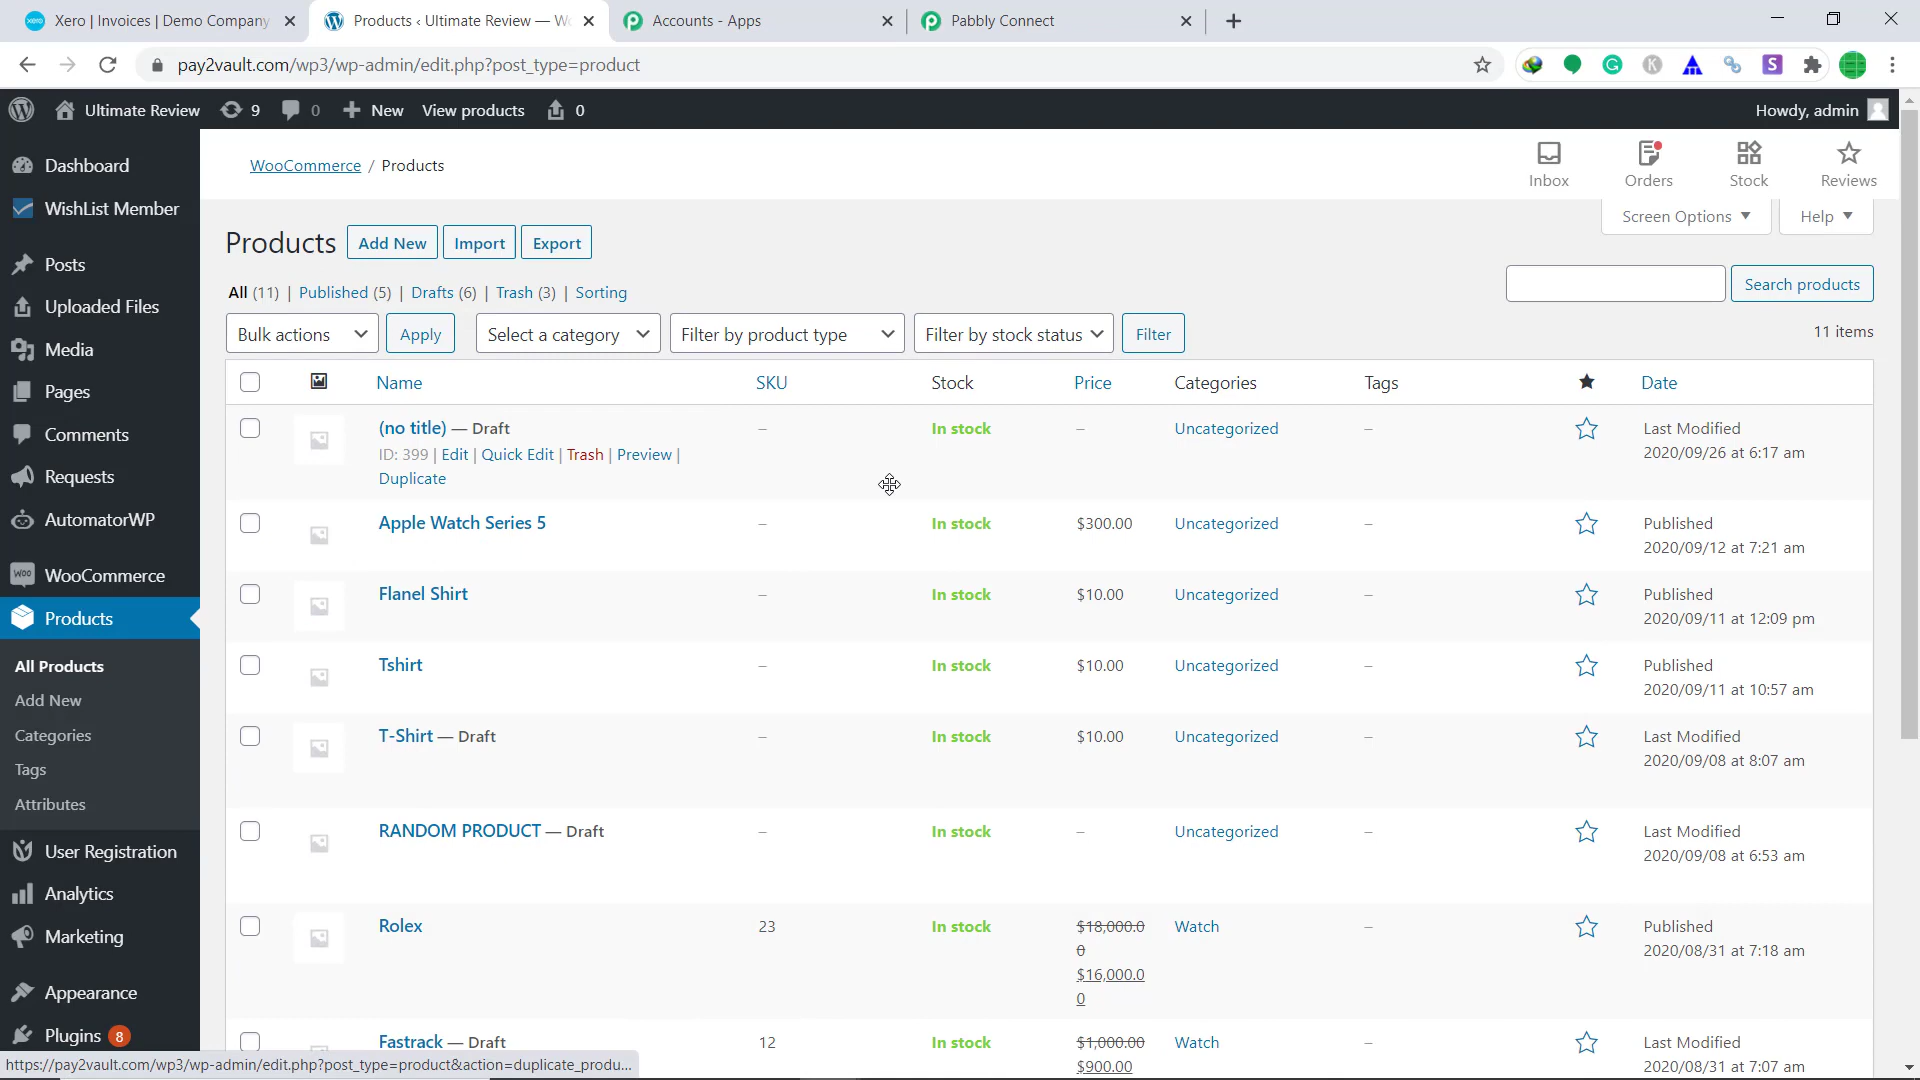 xero Xero | Invoices | Demo Company
Products ‹ Ultimate Review — Wo
Accounts - Apps
Pabbly Connect
pay2vault.com/wp3/wp-admin/edit.php?post_type=product
Ultimate Review 9 0 New View products 0
Howdy, admin
Dashboard
WishList Member
Posts
Uploaded Files
Media
Pages
Comments
Requests
AutomatorWP
WooCommerce
Products
All Products
Add New
Categories
Tags
Attributes
User Registration
Analytics
Marketing
Appearance
Plugins 8
WooCommerce / Products
Inbox Orders Stock Reviews
Screen Options Help
Products Add New Import Export
All (11) | Published (5) | Drafts (6) | Trash (3) | Sorting
Search products
Bulk actions Apply Select a category Filter by product type Filter by stock status Filter
11 items
Name SKU Stock Price Categories Tags Date
(no title) — Draft – In stock – Uncategorized – Last Modified
2020/09/26 at 6:17 am
ID: 399 | Edit | Quick Edit | Trash | Preview |
Duplicate
Apple Watch Series 5 – In stock $300.00 Uncategorized – Published
2020/09/12 at 7:21 am
Flanel Shirt – In stock $10.00 Uncategorized – Published
2020/09/11 at 12:09 pm
Tshirt – In stock $10.00 Uncategorized – Published
2020/09/11 at 10:57 am
T-Shirt — Draft – In stock $10.00 Uncategorized – Last Modified
2020/09/08 at 8:07 am
RANDOM PRODUCT — Draft – In stock – Uncategorized – Last Modified
2020/09/08 at 6:53 am
Rolex 23 In stock $18,000.0 Watch – Published
0 2020/08/31 at 7:18 am
$16,000.0
0
Fastrack — Draft 12 In stock $1,000.00 Watch – Last Modified
$900.00 2020/08/31 at 7:07 am
https://pay2vault.com/wp3/wp-admin/edit.php?post_type=product&action=duplicate_produ...